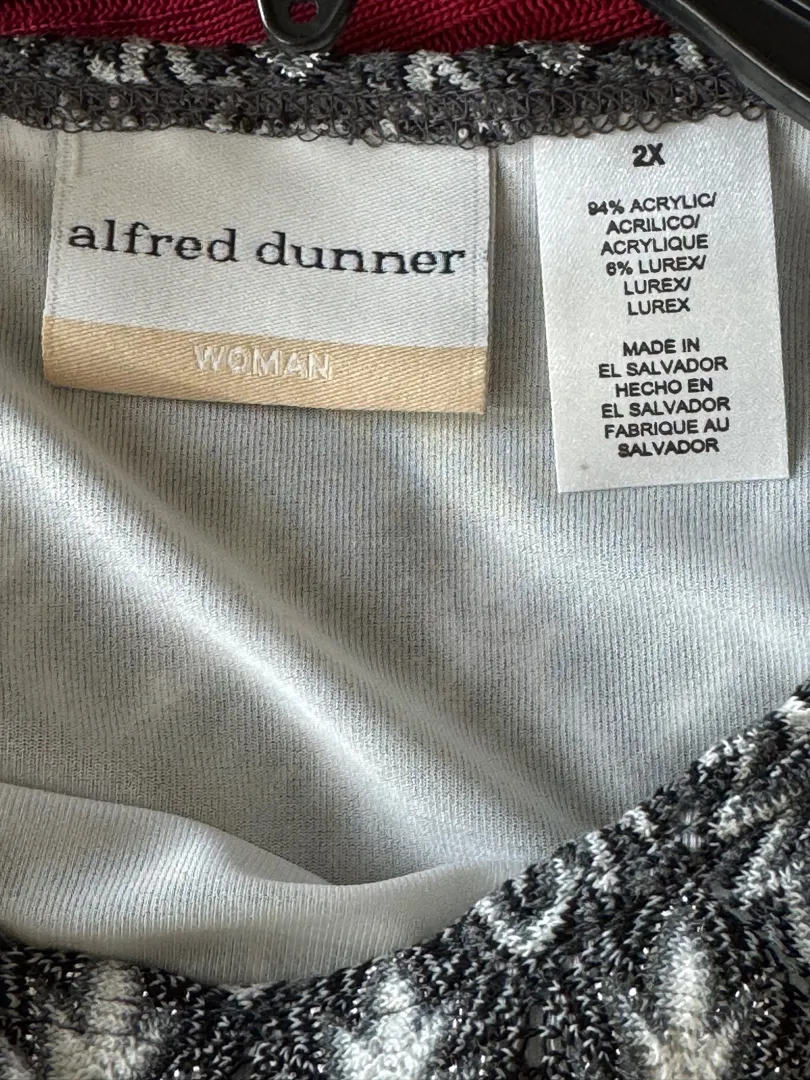 alfred dunner
WOMAN
2X
94% ACRYLIC/
ACRILICO/
ACRYLIQUE
6% LUREX/
LUREX/
LUREX
MADE IN
EL SALVADOR
HECHO EN
EL SALVADOR
FABRIQUE AU
SALVADOR